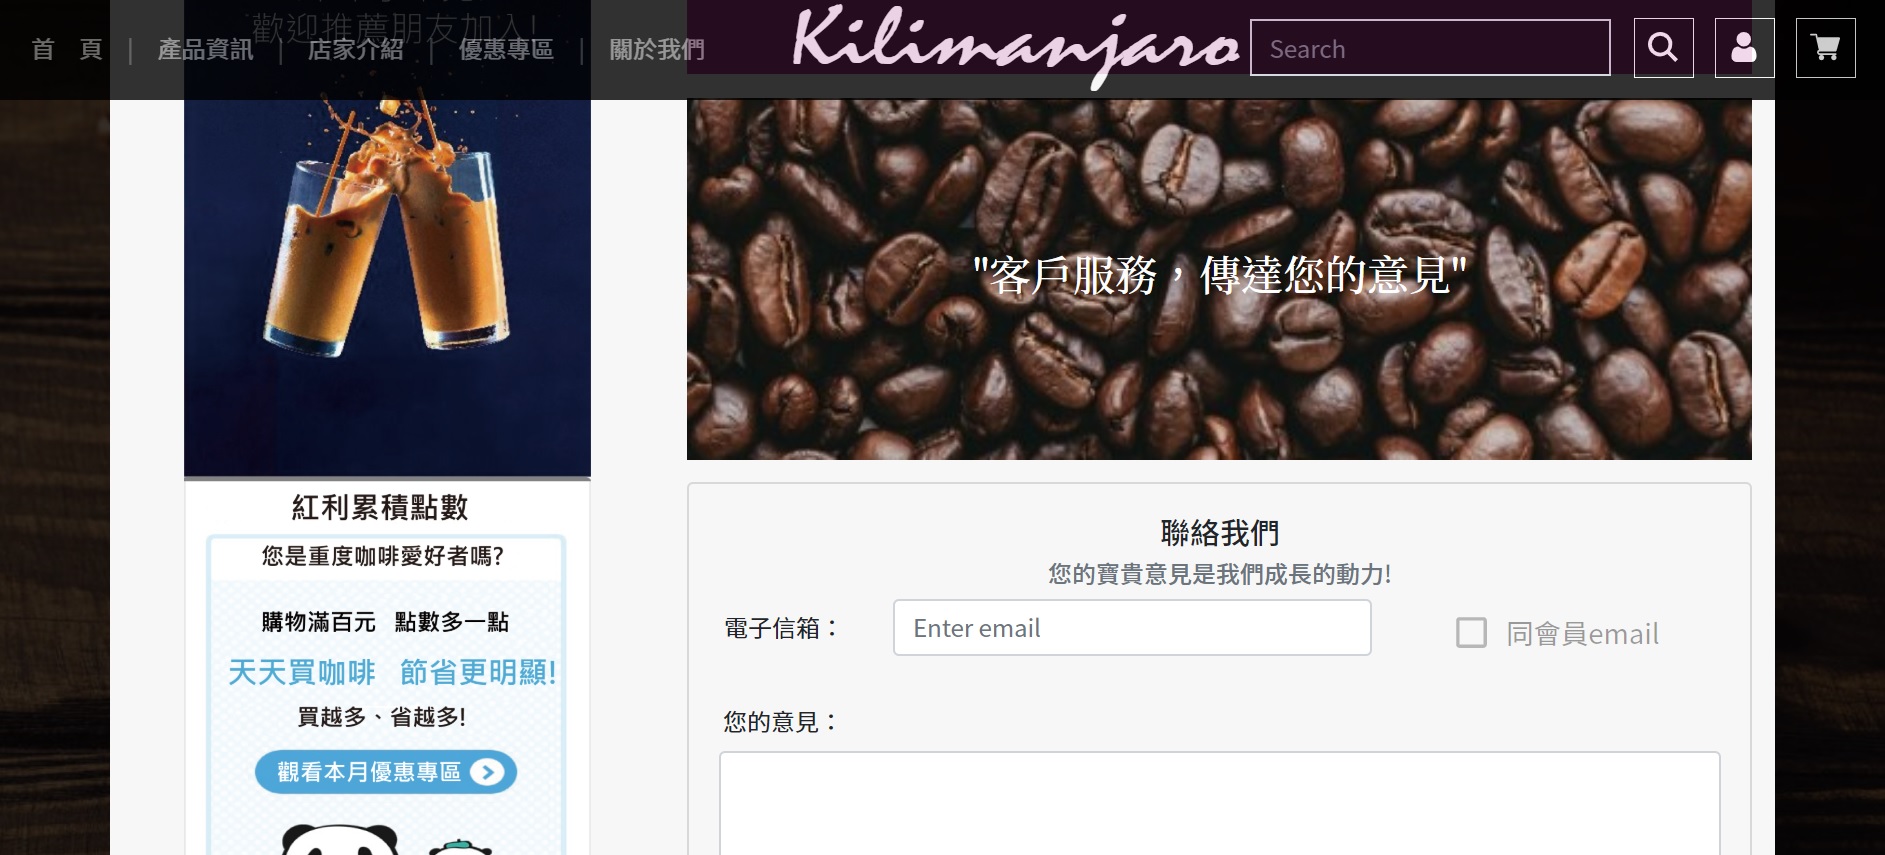 歡迎推薦朋友加入!
首　頁 | 產品資訊 | 店家介紹 | 優惠專區 | 關於我們
Kilimanjaro
Search
"客戶服務，傳達您的意見"
紅利累積點數
您是重度咖啡愛好者嗎?
購物滿百元 點數多一點
天天買咖啡 節省更明顯!
買越多、省越多!
觀看本月優惠專區
聯絡我們
您的寶貴意見是我們成長的動力!
電子信箱：
Enter email
同會員email
您的意見：